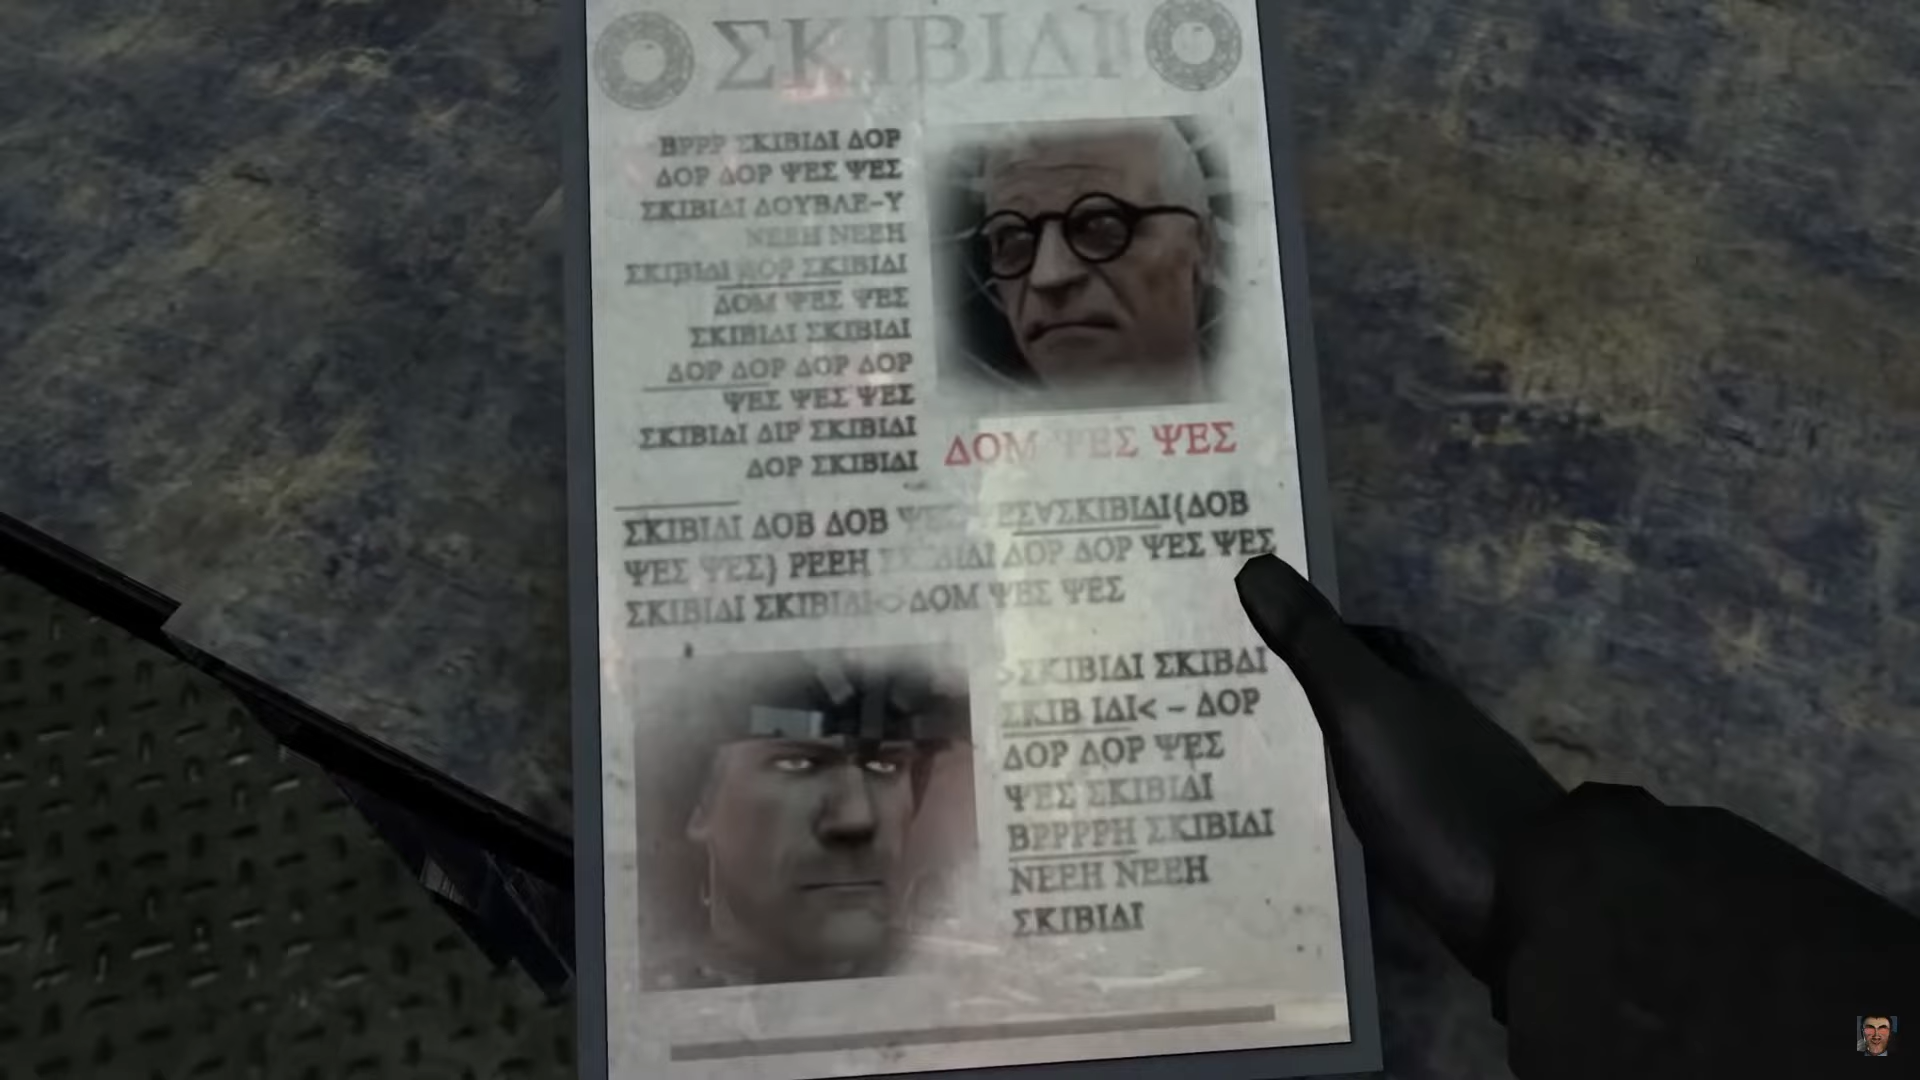 ΣΚΙΒΙΔΙ
ΒΡΡΡ ΣΚΙΒΙΔΙ ΔΟΡ
ΔΟΡ ΔΟΡ ΨΕΣ ΨΕΣ
ΣΚΙΒΙΔΙ ΔΟΥΒΛΕ-Υ
ΝΕΕΗ ΝΕΕΗ
ΣΚΙΒΙΔΙ ΔΟΡ ΣΚΙΒΙΔΙ
ΔΟΜ ΨΕΣ ΨΕΣ
ΣΚΙΒΙΔΙ ΣΚΙΒΙΔΙ
ΔΟΡ ΔΟΡ ΔΟΡ ΔΟΡ
ΨΕΣ ΨΕΣ ΨΕΣ
ΣΚΙΒΙΔΙ ΔΙΡ ΣΚΙΒΙΔΙ
ΔΟΡ ΣΚΙΒΙΔΙ
ΔΟΜ ΨΕΣ ΨΕΣ
ΣΚΙΒΙΔΙ ΔΟΒ ΔΟΒ ΣΚΙΒΙΔΙ(ΔΟΒ
ΨΕΣ ΨΕΣ) ΡΕΕΗ ΣΚΙΒΙΔΙ ΔΟΡ ΔΟΡ ΨΕΣ ΨΕΣ
ΣΚΙΒΙΔΙ ΣΚΙΒΙΔΙ<>ΔΟΜ ΨΕΣ ΨΕΣ
>ΣΚΙΒΙΔΙ ΣΚΙΒΔΙ
ΣΚΙΒ ΙΔΙ< - ΔΟΡ
ΔΟΡ ΔΟΡ ΨΕΣ
ΨΕΣ ΣΚΙΒΙΔΙ
ΒΡΡΡΡΗ ΣΚΙΒΙΔΙ
ΝΕΕΗ ΝΕΕΗ
ΣΚΙΒΙΔΙ